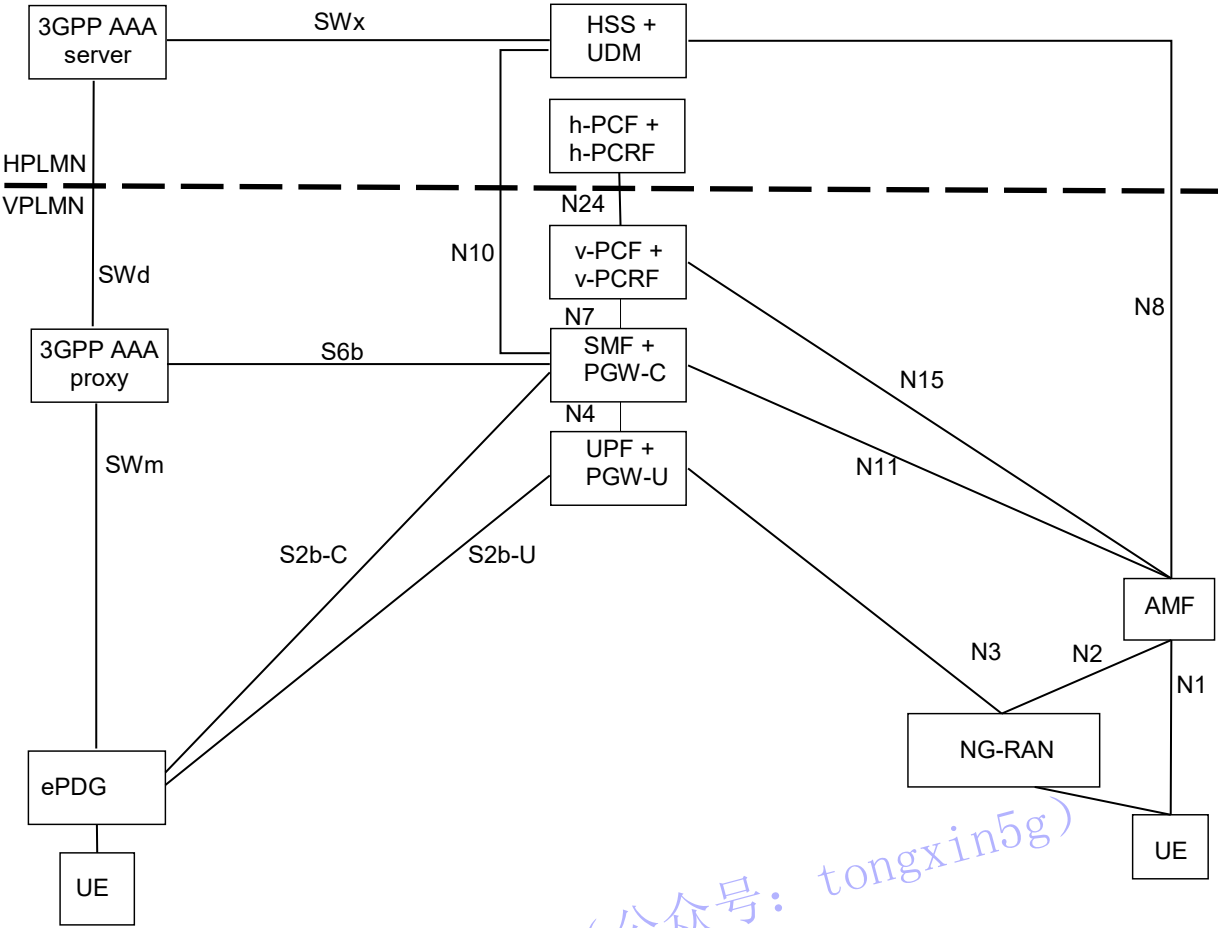 3GPP AAA
server
SWx
HSS +
UDM
h-PCF +
h-PCRF
HPLMN
VPLMN
N24
SWd
N10
v-PCF +
v-PCRF
N8
N7
3GPP AAA
proxy
S6b
SMF +
PGW-C
N15
N4
SWm
UPF +
PGW-U
N11
S2b-C
S2b-U
AMF
N3
N2
N1
NG-RAN
ePDG
UE
UE
(公众号: tongxin5g)